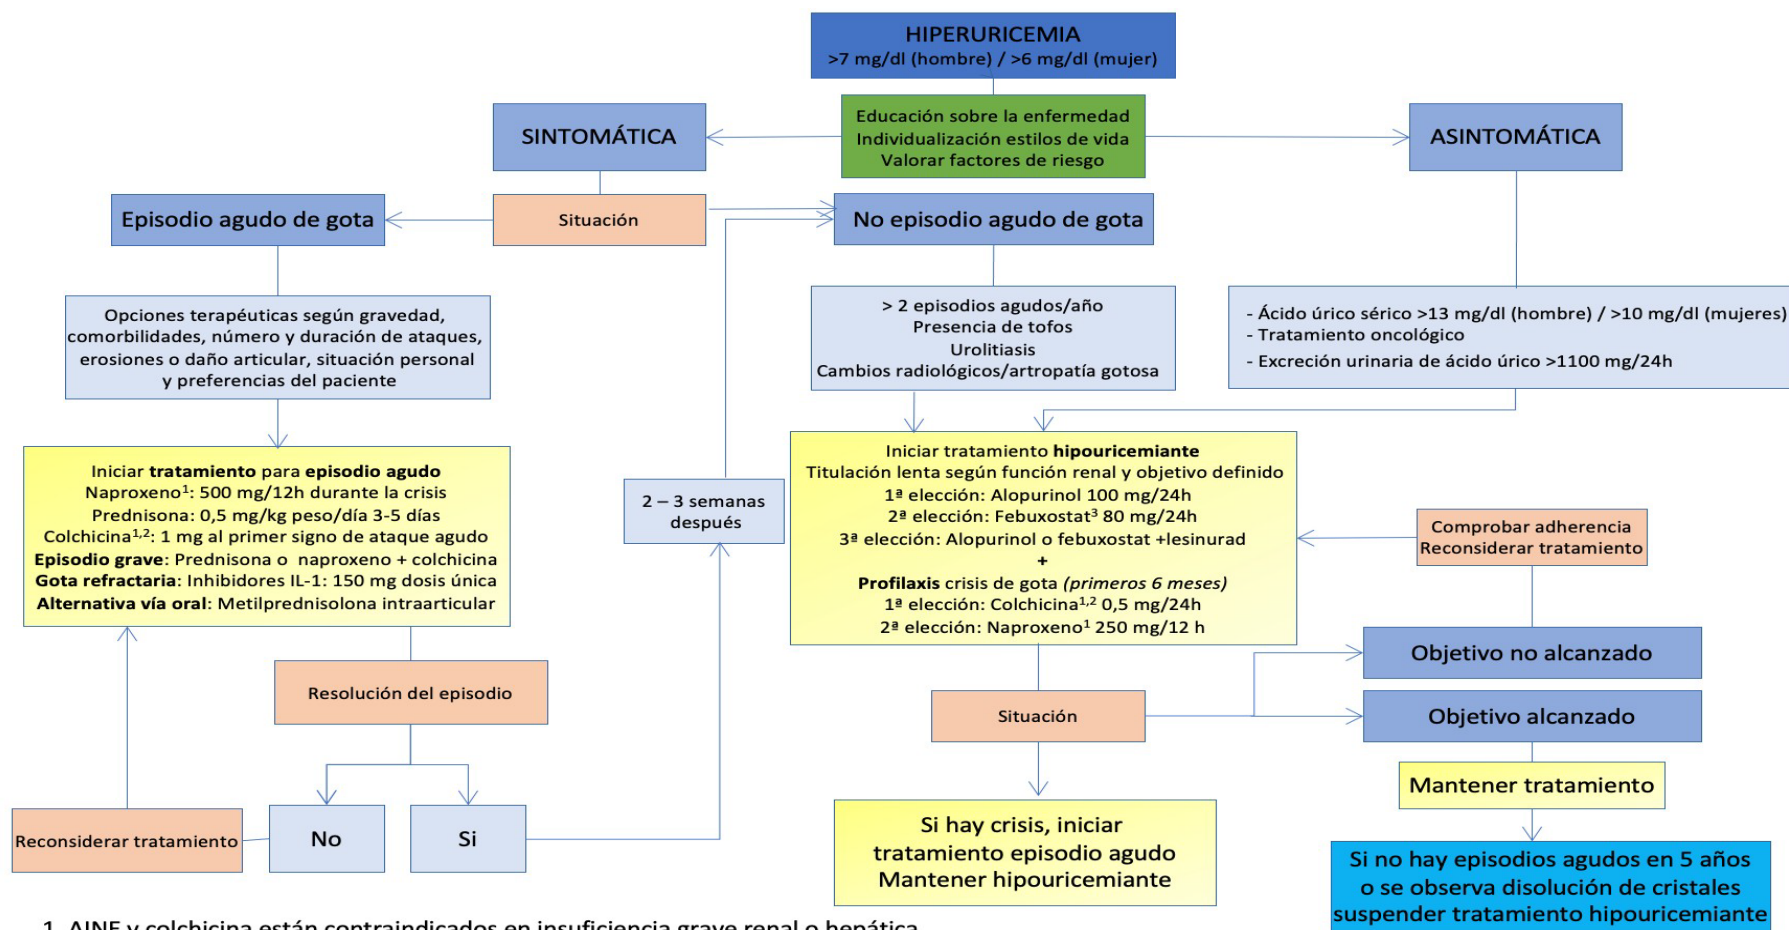 HIPERURICEMIA
>7 mg/dl (hombre) / >6 mg/dl (mujer)
Educación sobre la enfermedad
Individualización estilos de vida
Valorar factores de riesgo
SINTOMÁTICA
ASINTOMÁTICA
Situación
Episodio agudo de gota
No episodio agudo de gota
Opciones terapéuticas según gravedad,
comorbilidades, número y duración de ataques,
erosiones o daño articular, situación personal
y preferencias del paciente
> 2 episodios agudos/año
Presencia de tofos
Urolitiasis
Cambios radiológicos/artropatía gotosa
- Ácido úrico sérico >13 mg/dl (hombre) / >10 mg/dl (mujeres)
- Tratamiento oncológico
- Excreción urinaria de ácido úrico >1100 mg/24h
Iniciar tratamiento para episodio agudo
Naproxeno¹: 500 mg/12h durante la crisis
Prednisona: 0,5 mg/kg peso/día 3-5 días
Colchicina¹,²: 1 mg al primer signo de ataque agudo
Episodio grave: Prednisona o naproxeno + colchicina
Gota refractaria: Inhibidores IL-1: 150 mg dosis única
Alternativa vía oral: Metilprednisolona intraarticular
2 – 3 semanas
después
Iniciar tratamiento hipouricemiante
Titulación lenta según función renal y objetivo definido
1ª elección: Alopurinol 100 mg/24h
2ª elección: Febuxostat³ 80 mg/24h
3ª elección: Alopurinol o febuxostat +lesinurad
+
Profilaxis crisis de gota (primeros 6 meses)
1ª elección: Colchicina¹,² 0,5 mg/24h
2ª elección: Naproxeno¹ 250 mg/12 h
Comprobar adherencia
Reconsiderar tratamiento
Objetivo no alcanzado
Resolución del episodio
Situación
Objetivo alcanzado
Mantener tratamiento
Reconsiderar tratamiento
No
Si
Si hay crisis, iniciar
tratamiento episodio agudo
Mantener hipouricemiante
Si no hay episodios agudos en 5 años
o se observa disolución de cristales
suspender tratamiento hipouricemiante
1. AINE y colchicina están contraindicados en insuficiencia grave renal o hepática